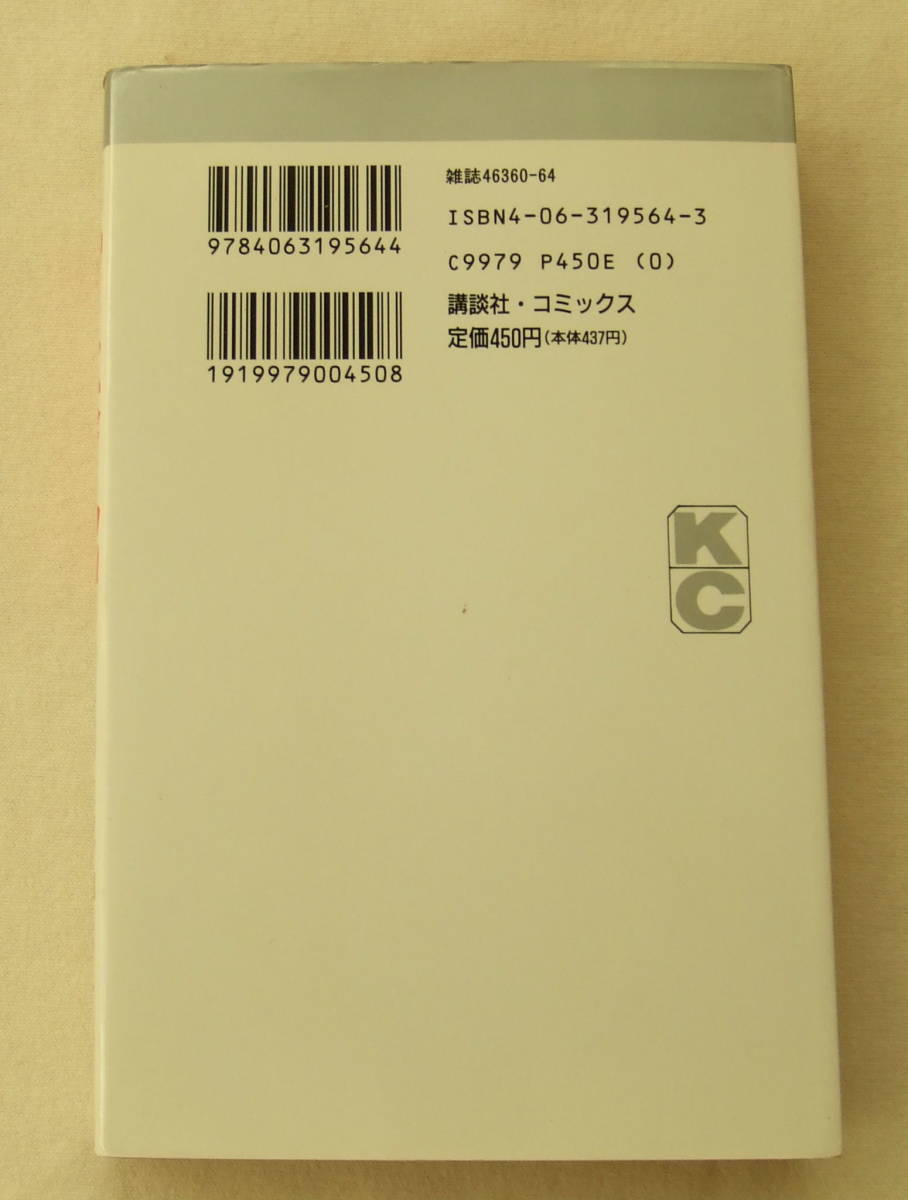 9784063195644
1919979004508
雑誌46360-64
ISBN4-06-319564-3
C9979 P450E (0)
講談社・コミックス
定価450円(本体437円)
K
C